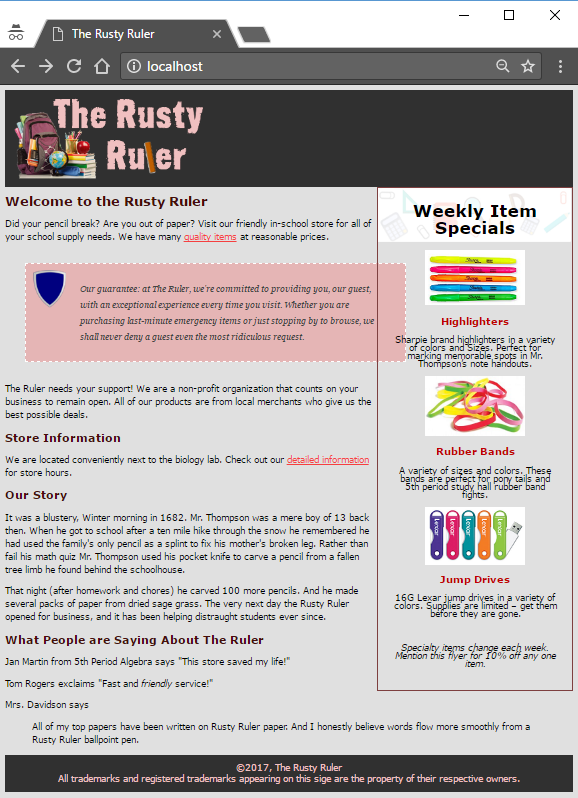 The Rusty Ruler
localhost
The Rusty
Ruler
Welcome to the Rusty Ruler
Did your pencil break? Are you out of paper? Visit our friendly in-school store for all of
your school supply needs. We have many quality items at reasonable prices.
Our guarantee: at The Ruler, we're committed to providing you, our guest,
with an exceptional experience every time you visit. Whether you are
purchasing last-minute emergency items or just stopping by to browse, we
shall never deny a guest even the most ridiculous request.
The Ruler needs your support! We are a non-profit organization that counts on your
business to remain open. All of our products are from local merchants who give us the
best possible deals.
Store Information
We are located conveniently next to the biology lab. Check out our detailed information
for store hours.
Our Story
It was a blustery, Winter morning in 1682. Mr. Thompson was a mere boy of 13 back
then. When he got to school after a ten mile hike through the snow he remembered he
had used the family's only pencil as a splint to fix his mother's broken leg. Rather than
fail his math quiz Mr. Thompson used his pocket knife to carve a pencil from a fallen
tree limb he found behind the schoolhouse.
That night (after homework and chores) he carved 100 more pencils. And he made
several packs of paper from dried sage grass. The very next day the Rusty Ruler
opened for business, and it has been helping distraught students ever since.
What People are Saying About The Ruler
Jan Martin from 5th Period Algebra says "This store saved my life!"
Tom Rogers exclaims "Fast and friendly service!"
Mrs. Davidson says
All of my top papers have been written on Rusty Ruler paper. And I honestly believe words flow more smoothly from a
Rusty Ruler ballpoint pen.
Weekly Item
Specials
Highlighters
Sharpie brand highlighters in a variety
of colors and Sizes. Perfect for
marking memorable spots in Mr.
Thompson's note handouts.
Rubber Bands
A variety of sizes and colors. These
bands are perfect for pony tails and
5th period study hall rubber band
fights.
Lexar Lexar Lexar Lexar Lexar
Jump Drives
16G Lexar jump drives in a variety of
colors. Supplies are limited – get them
before they are gone.
Specialty items change each week.
Mention this flyer for 10% off any one
item.
©2017, The Rusty Ruler
All trademarks and registered trademarks appearing on this sige are the property of their respective owners.